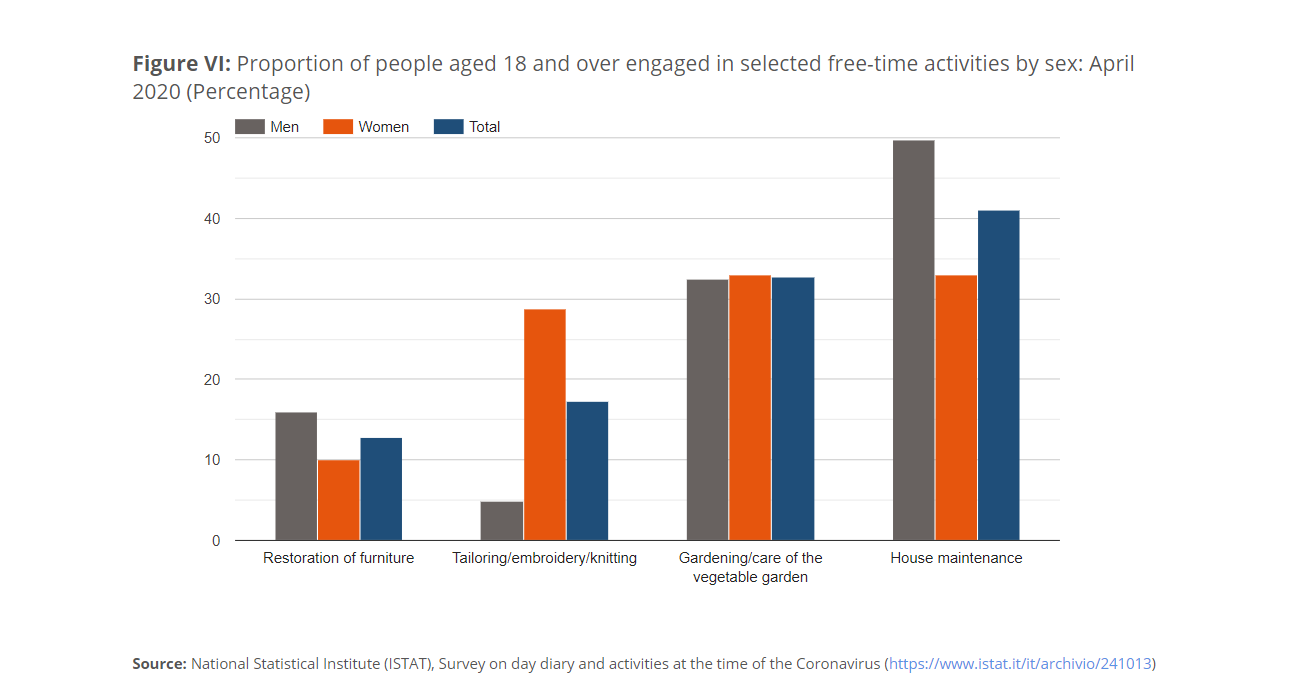 Figure VI: Proportion of people aged 18 and over engaged in selected free-time activities by sex: April
2020 (Percentage)
Men Women Total
50
40
30
20
10
0
Restoration of furniture Tailoring/embroidery/knitting Gardening/care of the House maintenance
vegetable garden
Source: National Statistical Institute (ISTAT), Survey on day diary and activities at the time of the Coronavirus (https://www.istat.it/it/archivio/241013)